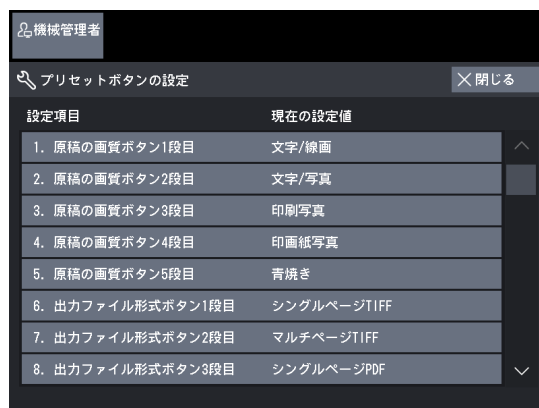 機械管理者
プリセットボタンの設定
閉じる
設定項目 現在の設定値
1. 原稿の画質ボタン1段目 文字/線画
2. 原稿の画質ボタン2段目 文字/写真
3. 原稿の画質ボタン3段目 印刷写真
4. 原稿の画質ボタン4段目 印画紙写真
5. 原稿の画質ボタン5段目 青焼き
6. 出力ファイル形式ボタン1段目 シングルページTIFF
7. 出力ファイル形式ボタン2段目 マルチページTIFF
8. 出力ファイル形式ボタン3段目 シングルページPDF